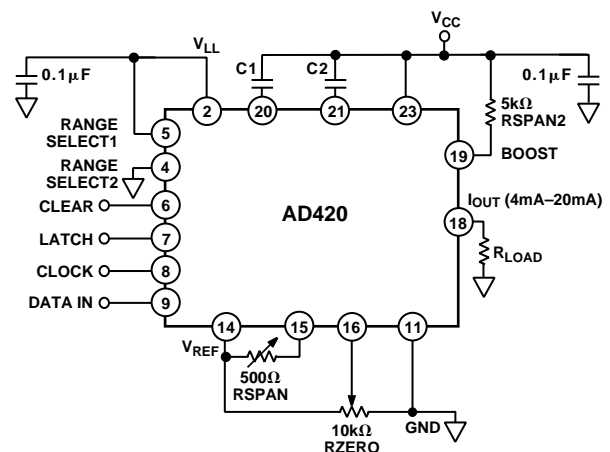 VCC
VLL
0.1µF
C1
C2
0.1µF
5kΩ
RSPAN2
2
20
21
23
RANGE
SELECT1
5
19
BOOST
RANGE
SELECT2
4
CLEAR
6
AD420
IOUT (4mA–20mA)
18
LATCH
7
RLOAD
CLOCK
8
DATA IN
9
14
15
16
11
VREF
500Ω
RSPAN
10kΩ
RZERO
GND